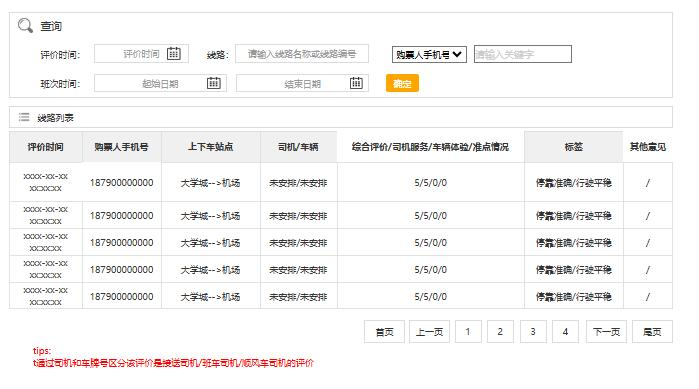 查询
评价时间： 评价时间 线路： 请输入线路名称或线路编号 购票人手机号 请输入关键字
班次时间： 起始日期 结束日期 确定
线路列表
评价时间 购票人手机号 上下车站点 司机/车辆 综合评价/司机服务/车辆体验/准点情况 标签 其他意见
xxxx-xx-xx
xx:xx:xx
187900000000 大学城-->机场 未安排/未安排 5/5/0/0 停靠准确/行驶平稳 /
xxxx-xx-xx
xx:xx:xx
187900000000 大学城-->机场 未安排/未安排 5/5/0/0 停靠准确/行驶平稳 /
xxxx-xx-xx
xx:xx:xx
187900000000 大学城-->机场 未安排/未安排 5/5/0/0 停靠准确/行驶平稳 /
xxxx-xx-xx
xx:xx:xx
187900000000 大学城-->机场 未安排/未安排 5/5/0/0 停靠准确/行驶平稳 /
xxxx-xx-xx
xx:xx:xx
187900000000 大学城-->机场 未安排/未安排 5/5/0/0 停靠准确/行驶平稳 /
首页 上一页 1 2 3 4 下一页 尾页
tips:
t通过司机和车牌号区分该评价是接送司机/班车司机/顺风车司机的评价